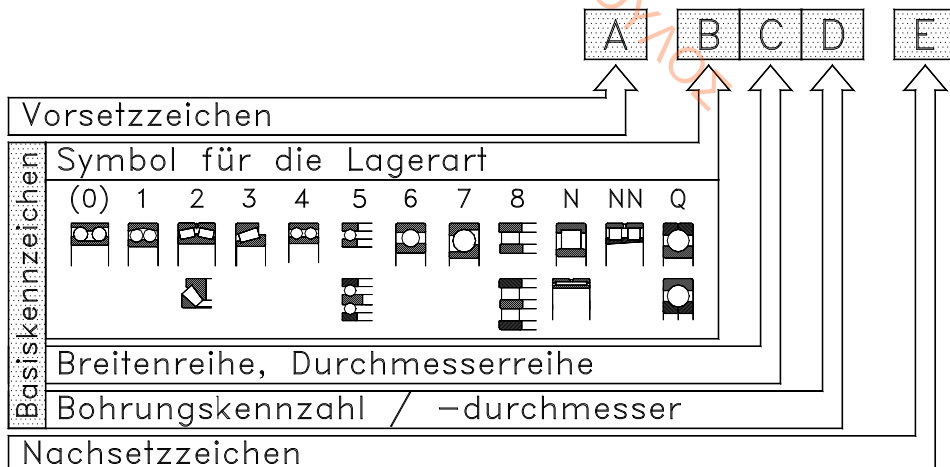 A B C D E
Vorsetzzeichen
Basiskennzeichen
Symbol für die Lagerart
(0) 1 2 3 4 5 6 7 8 N NN Q
Breitenreihe, Durchmesserreihe
Bohrungskennzahl / -durchmesser
Nachsetzzeichen
ΟΥΛΟΣ